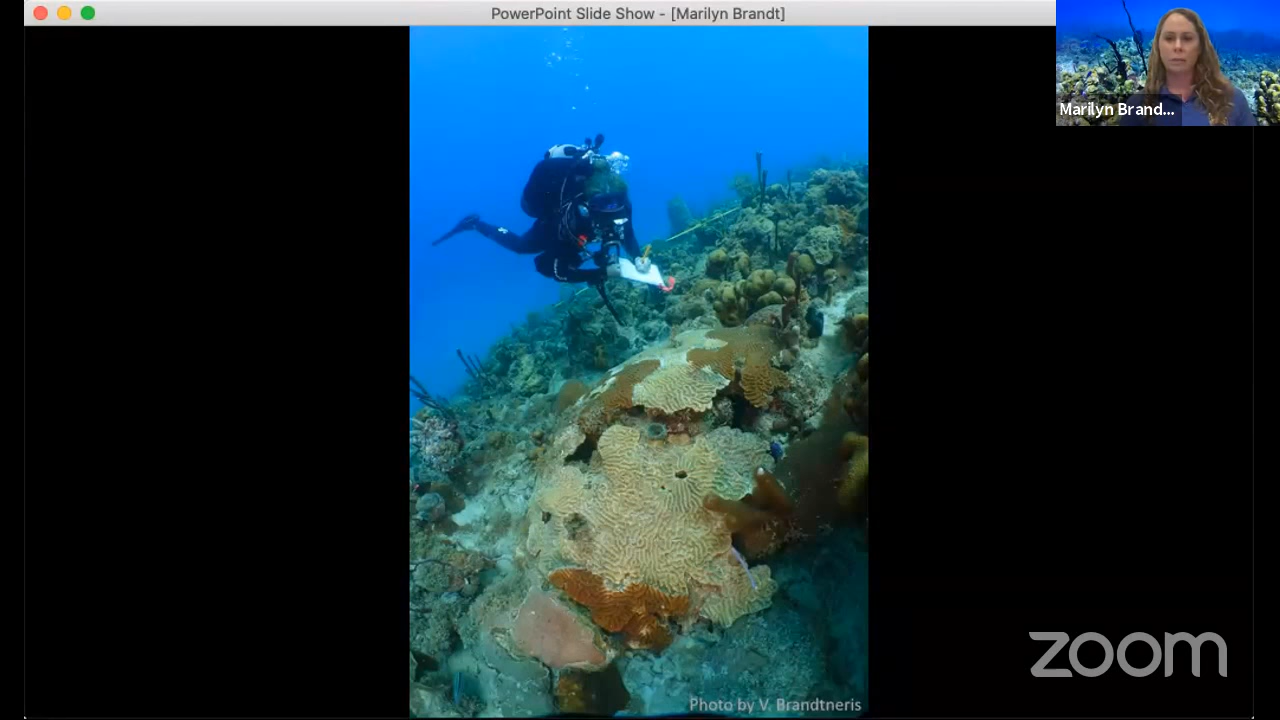 PowerPoint Slide Show - [Marilyn Brandt]
Marilyn Brand...
zoom
Photo by V. Brandtneris